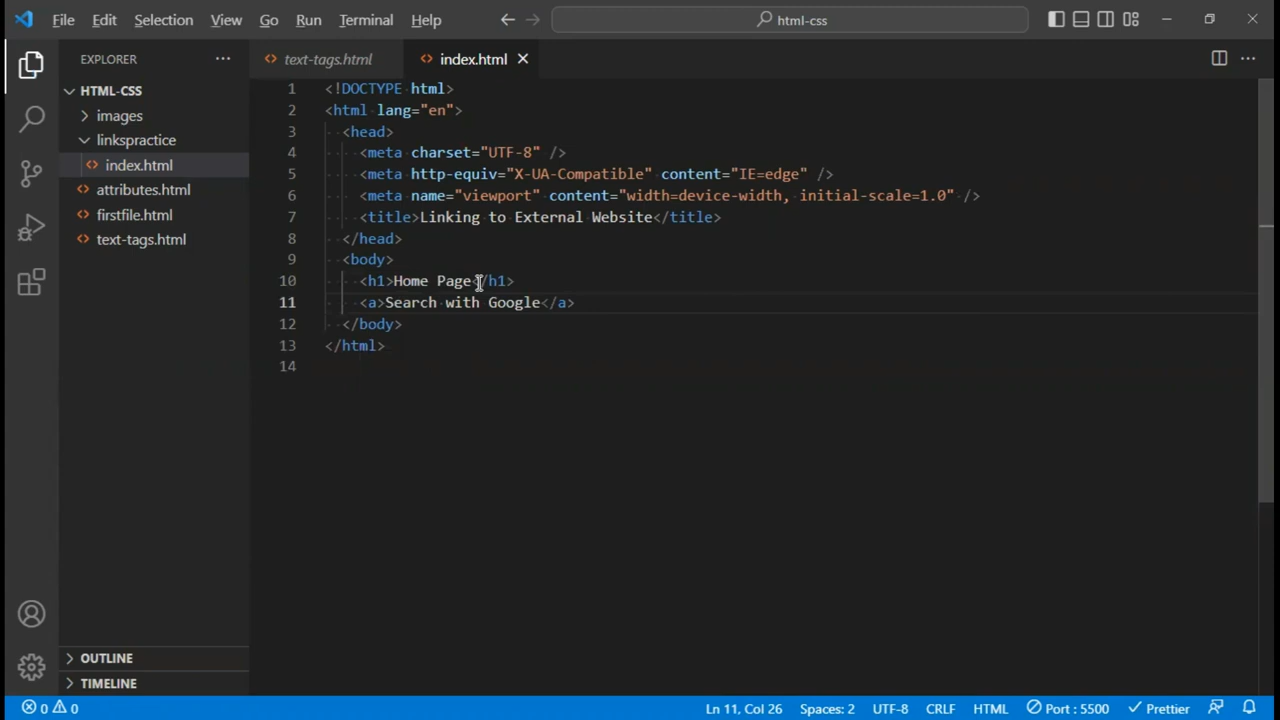 File Edit Selection View Go Run Terminal Help html-css
EXPLORER
HTML-CSS
images
linkspractice
index.html
attributes.html
firstfile.html
text-tags.html
OUTLINE
TIMELINE
text-tags.html index.html
1 <!DOCTYPE html>
2 <html lang="en">
3 <head>
4 <meta charset="UTF-8" />
5 <meta http-equiv="X-UA-Compatible" content="IE=edge" />
6 <meta name="viewport" content="width=device-width, initial-scale=1.0" />
7 <title>Linking to External Website</title>
8 </head>
9 <body>
10 <h1>Home Page</h1>
11 <a>Search with Google</a>
12 </body>
13 </html>
14
0 0 Ln 11, Col 26 Spaces: 2 UTF-8 CRLF HTML Port : 5500 Prettier